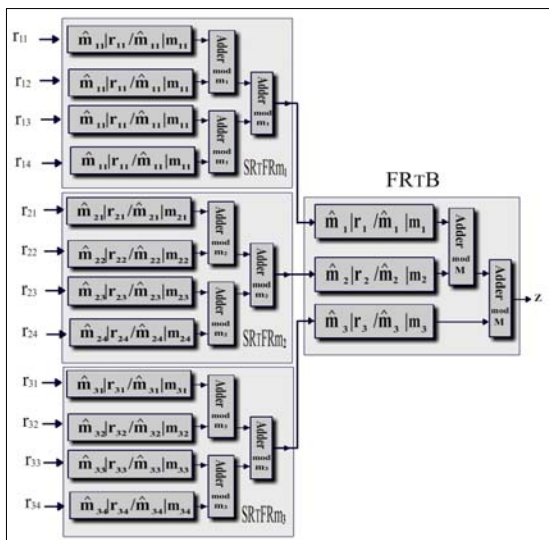 r11
m̂11|r11/m̂11|m11
r12
m̂11|r11/m̂11|m11
Adder mod m1
r13
m̂11|r11/m̂11|m11
r14
m̂11|r11/m̂11|m11
Adder mod m1
Adder mod m1
SRTFRm1
r21
m̂21|r21/m̂21|m21
r22
m̂22|r22/m̂22|m22
Adder mod m2
r23
m̂23|r23/m̂23|m23
r24
m̂24|r24/m̂24|m24
Adder mod m2
Adder mod m2
SRTFRm2
r31
m̂31|r31/m̂31|m31
r32
m̂32|r32/m̂32|m32
Adder mod m3
r33
m̂33|r33/m̂33|m33
r34
m̂34|r34/m̂34|m34
Adder mod m3
Adder mod m3
SRTFRm3
FRTB
m̂1|r1/m̂1|m1
m̂2|r2/m̂2|m2
m̂3|r3/m̂3|m3
Adder mod M
Adder mod M
z